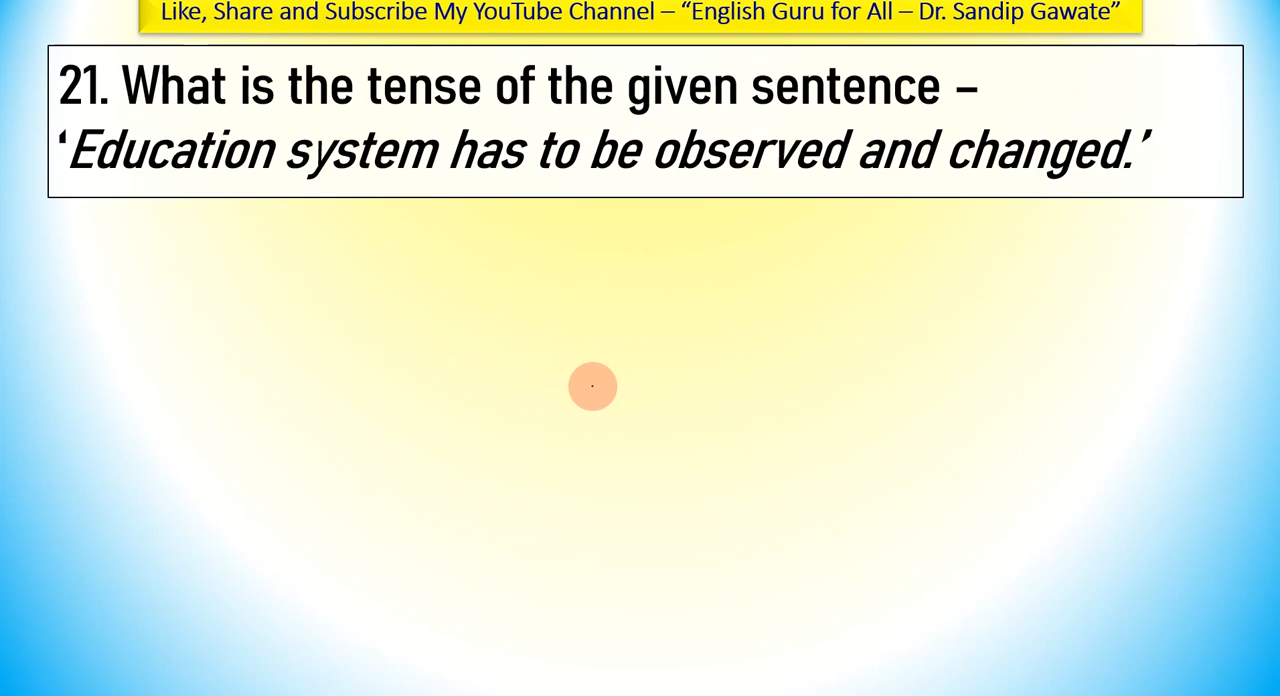 Like, Share and Subscribe My YouTube Channel – “English Guru for All – Dr. Sandip Gawate”
21. What is the tense of the given sentence –
‘Education system has to be observed and changed.’